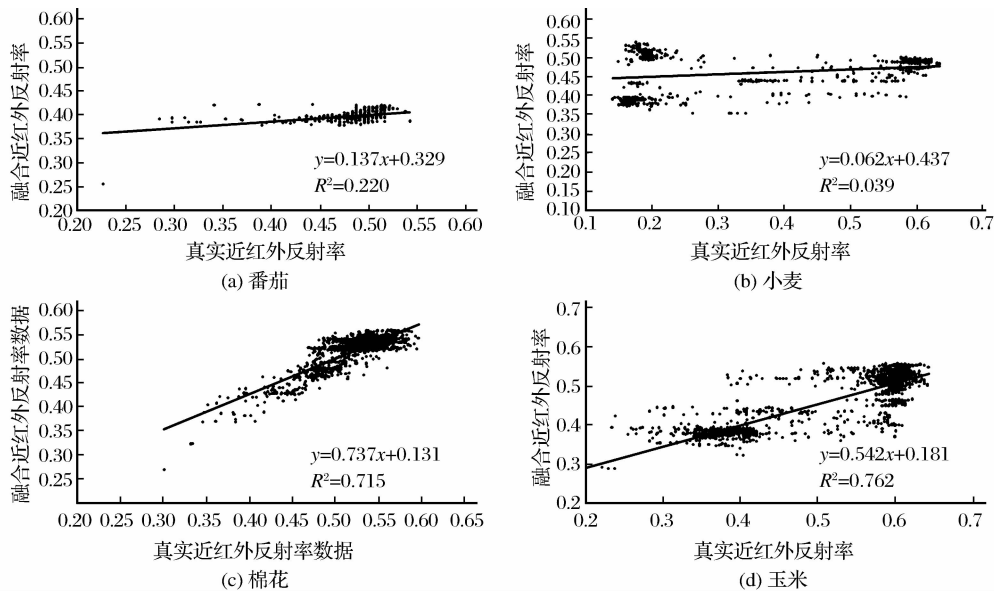 融合近红外反射率
0.60
0.55
0.50
0.45
0.40
0.35
0.30
0.25
0.20
y=0.137x+0.329
R²=0.220
0.20 0.25 0.30 0.35 0.40 0.45 0.50 0.55 0.60
真实近红外反射率
(a) 番茄
融合近红外反射率
0.60
0.55
0.50
0.45
0.40
0.35
0.30
0.25
0.20
0.15
0.10
y=0.062x+0.437
R²=0.039
0.1 0.2 0.3 0.4 0.5 0.6 0.7
真实近红外反射率
(b) 小麦
融合近红外反射率数据
0.60
0.55
0.50
0.45
0.40
0.35
0.30
0.25
y=0.737x+0.131
R²=0.715
0.20 0.25 0.30 0.35 0.40 0.45 0.50 0.55 0.60 0.65
真实近红外反射率数据
(c) 棉花
融合近红外反射率
0.7
0.6
0.5
0.4
0.3
0.2
y=0.542x+0.181
R²=0.762
0.2 0.3 0.4 0.5 0.6 0.7
真实近红外反射率
(d) 玉米